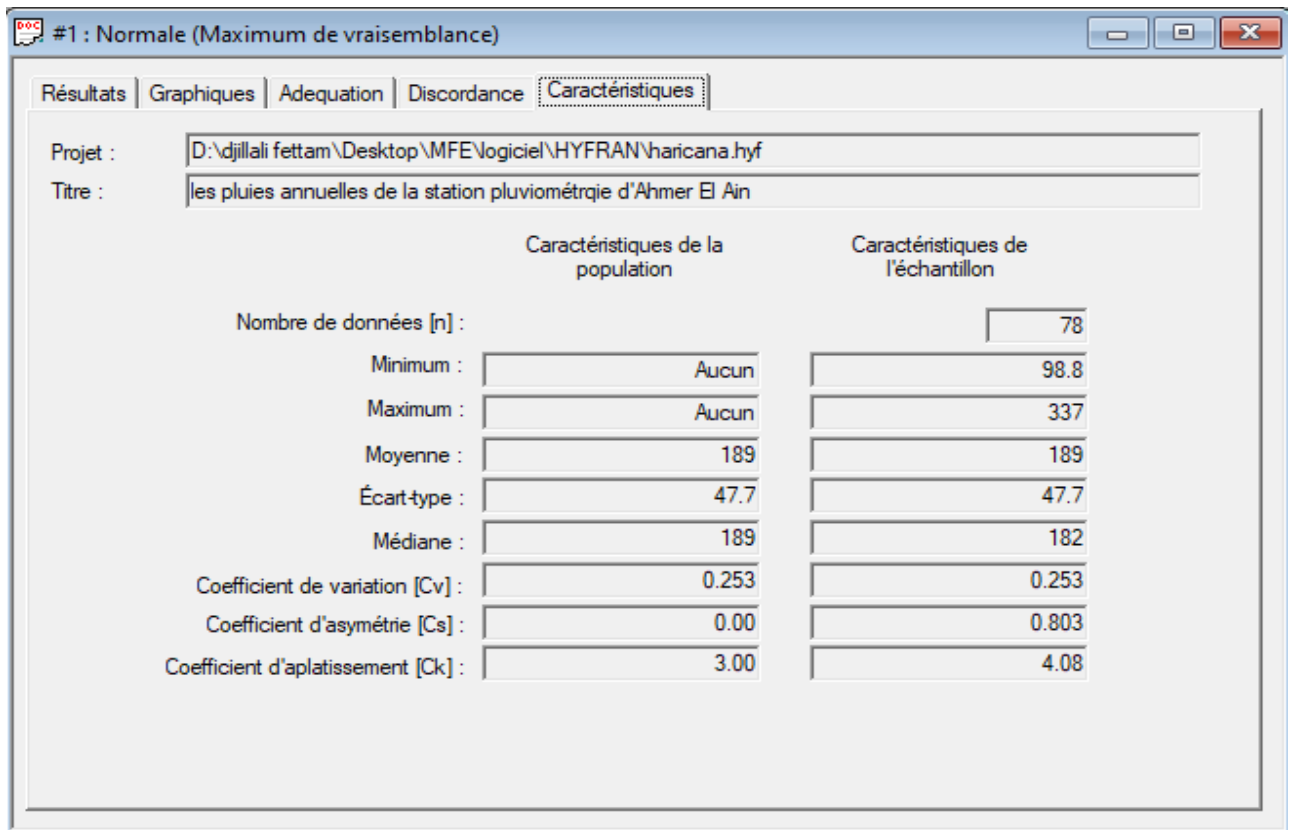 #1 : Normale (Maximum de vraisemblance)
Résultats Graphiques Adequation Discordance Caractéristiques
Projet : D:\djillali fettam\Desktop\MFE\logiciel\HYFRAN\haricana.hyf
Titre : les pluies annuelles de la station pluviométrqie d'Ahmer El Ain
Caractéristiques de la population
Caractéristiques de l'échantillon
Nombre de données [n] : 78
Minimum : Aucun 98.8
Maximum : Aucun 337
Moyenne : 189 189
Écart-type : 47.7 47.7
Médiane : 189 182
Coefficient de variation [Cv] : 0.253 0.253
Coefficient d'asymétrie [Cs] : 0.00 0.803
Coefficient d'aplatissement [Ck] : 3.00 4.08